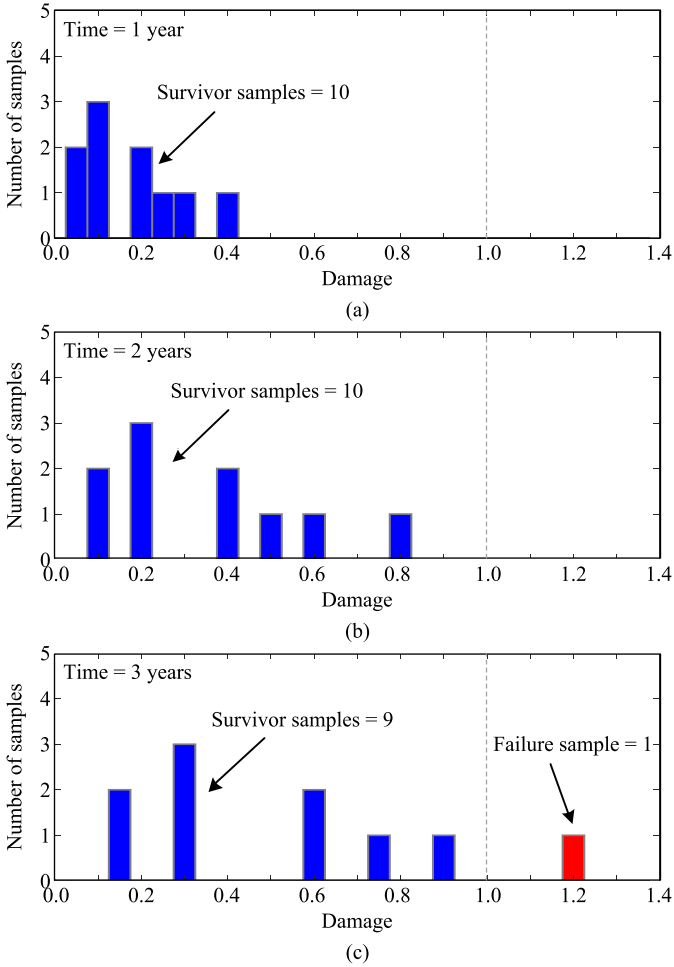 5
Time = 1 year
4
Survivor samples = 10
3
2
1
0
Number of samples
0.0 0.2 0.4 0.6 0.8 1.0 1.2 1.4
Damage
(a)
5
Time = 2 years
4
Survivor samples = 10
3
2
1
0
Number of samples
0.0 0.2 0.4 0.6 0.8 1.0 1.2 1.4
Damage
(b)
5
Time = 3 years
4
Survivor samples = 9
Failure sample = 1
3
2
1
0
Number of samples
0.0 0.2 0.4 0.6 0.8 1.0 1.2 1.4
Damage
(c)